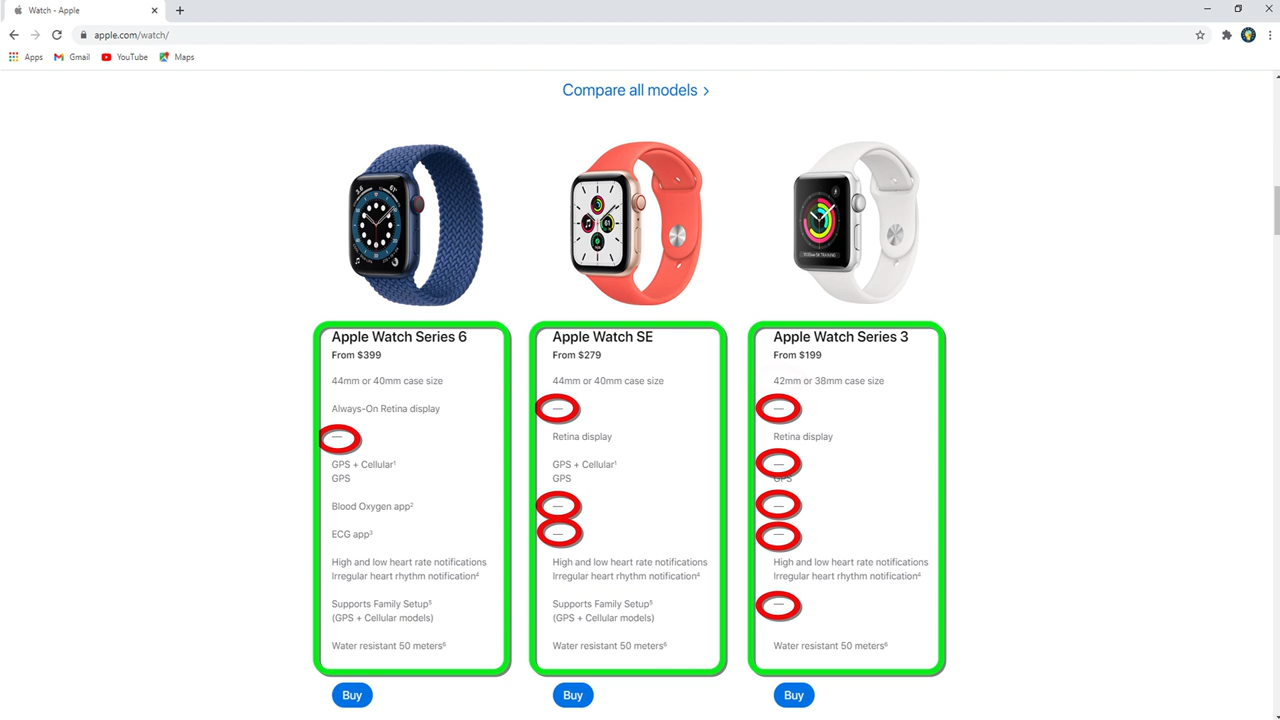 Watch - Apple
apple.com/watch/
Apps Gmail YouTube Maps
Compare all models >
Apple Watch Series 6
From $399
44mm or 40mm case size
Always-On Retina display
—
GPS + Cellular¹
GPS
Blood Oxygen app²
ECG app³
High and low heart rate notifications
Irregular heart rhythm notification⁴
Supports Family Setup⁵
(GPS + Cellular models)
Water resistant 50 meters⁶
Buy
Apple Watch SE
From $279
44mm or 40mm case size
—
Retina display
GPS + Cellular¹
GPS
—
—
High and low heart rate notifications
Irregular heart rhythm notification⁴
Supports Family Setup⁵
(GPS + Cellular models)
Water resistant 50 meters⁶
Buy
Apple Watch Series 3
From $199
42mm or 38mm case size
—
Retina display
—
GPS
—
—
High and low heart rate notifications
Irregular heart rhythm notification⁴
—
Water resistant 50 meters⁶
Buy